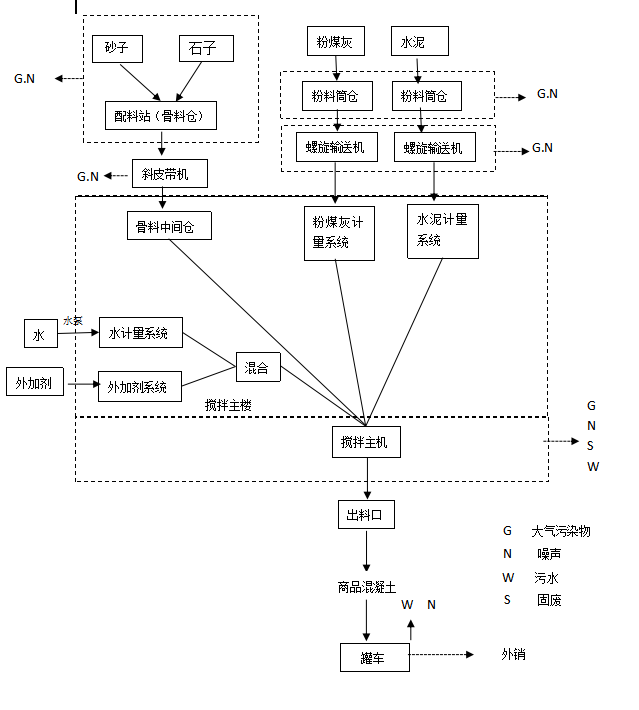 砂子
石子
粉煤灰
水泥
G.N
配料站（骨料仓）
粉料筒仓
粉料筒仓
G.N
螺旋输送机
螺旋输送机
G.N
G.N
斜皮带机
骨料中间仓
粉煤灰计
量系统
水泥计量
系统
水
水泵
水计量系统
外加剂
外加剂系统
混合
搅拌主楼
搅拌主机
G
N
S
W
出料口
G 大气污染物
N 噪声
W 污水
S 固废
商品混凝土
W N
罐车
外销